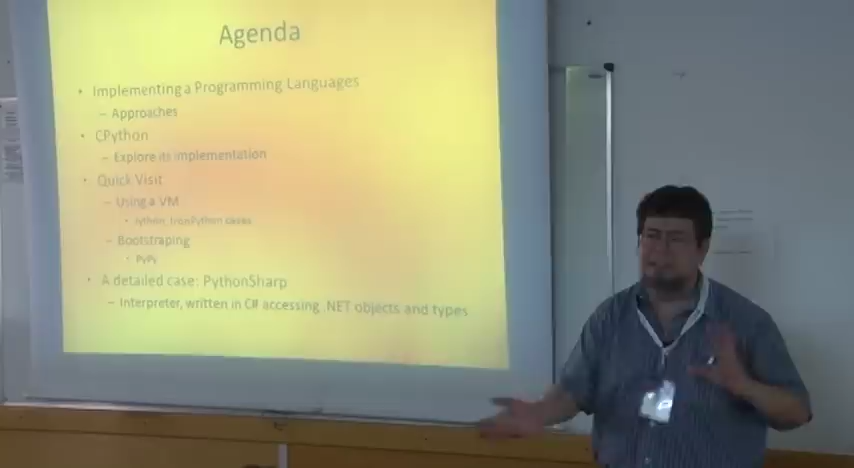 Agenda
• Implementing a Programming Languages
– Approaches
• CPython
– Explore its implementation
• Quick Visit
– Using a VM
• Jython, IronPython cases
– Bootstraping
• PyPy
• A detailed case: PythonSharp
– Interpreter, written in C# accessing .NET objects and types